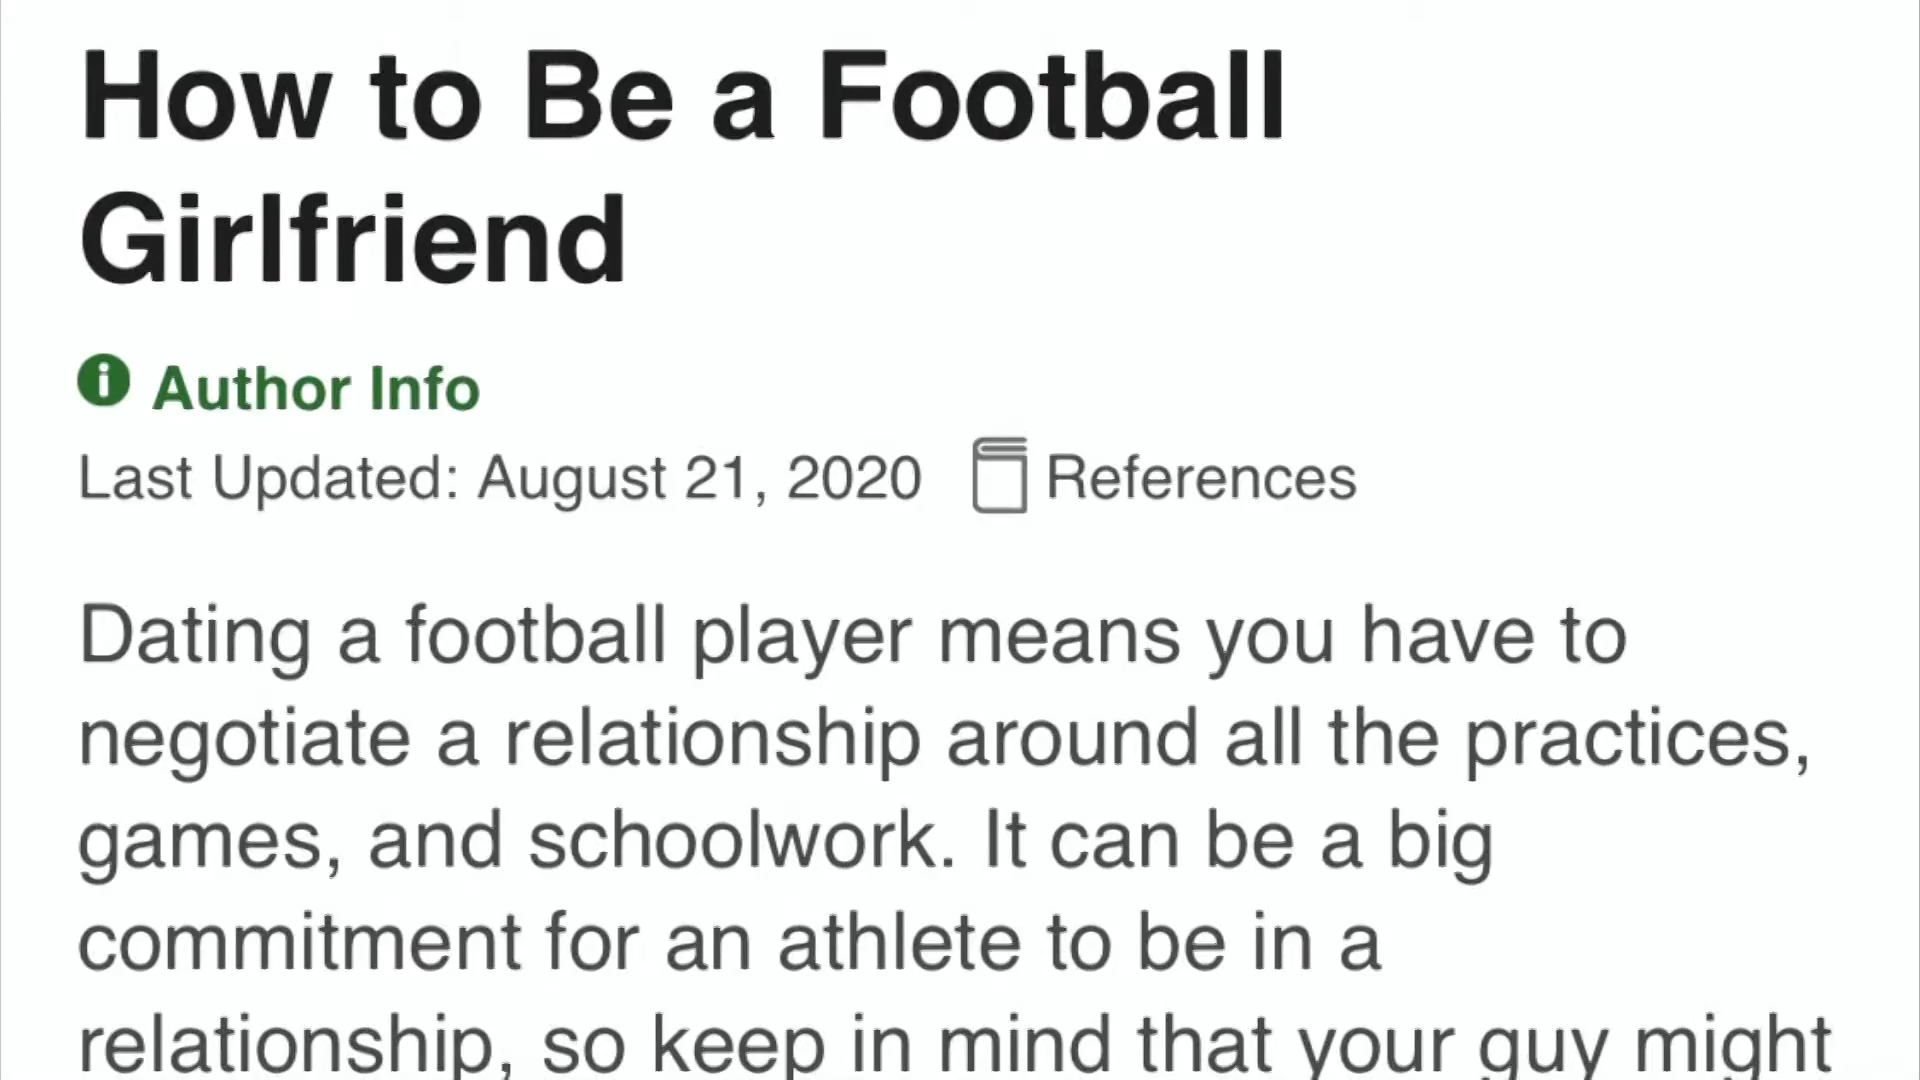 How to Be a Football
Girlfriend
Author Info
Last Updated: August 21, 2020 References
Dating a football player means you have to
negotiate a relationship around all the practices,
games, and schoolwork. It can be a big
commitment for an athlete to be in a
relationship, so keep in mind that your guy might